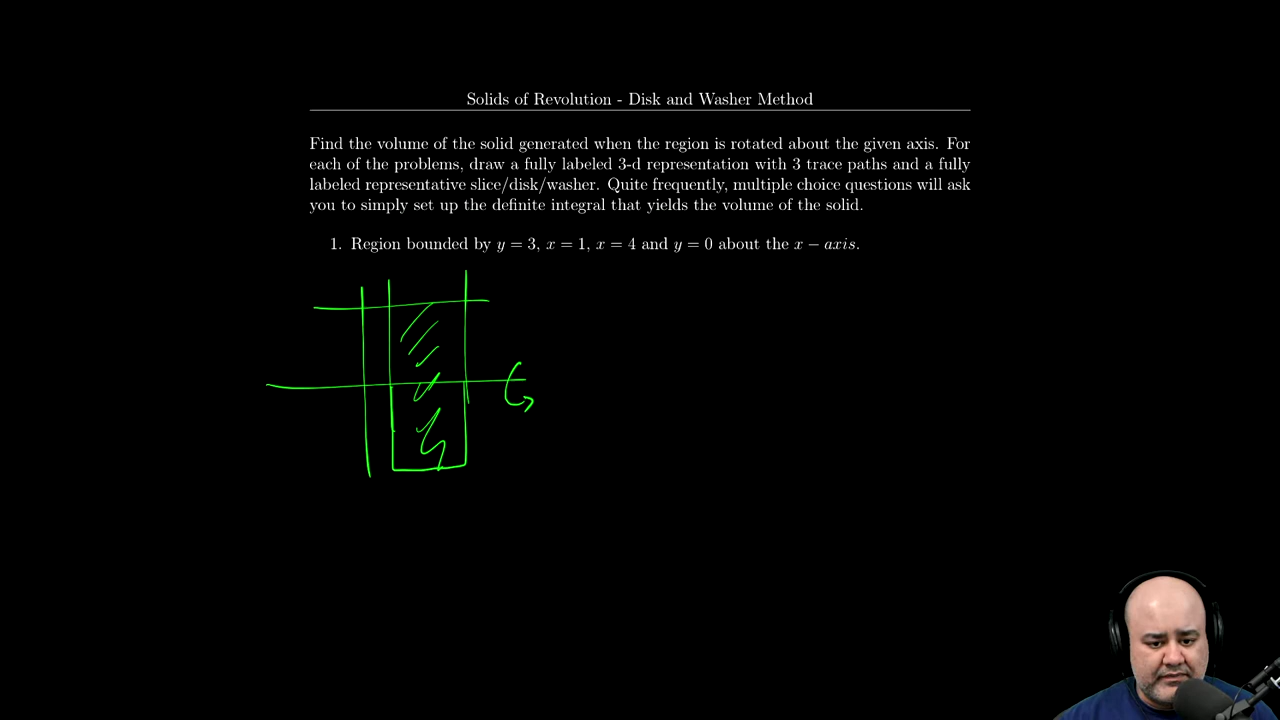 Solids of Revolution - Disk and Washer Method
Find the volume of the solid generated when the region is rotated about the given axis. For
each of the problems, draw a fully labeled 3-d representation with 3 trace paths and a fully
labeled representative slice/disk/washer. Quite frequently, multiple choice questions will ask
you to simply set up the definite integral that yields the volume of the solid.
1. Region bounded by y = 3, x = 1, x = 4 and y = 0 about the x − axis.